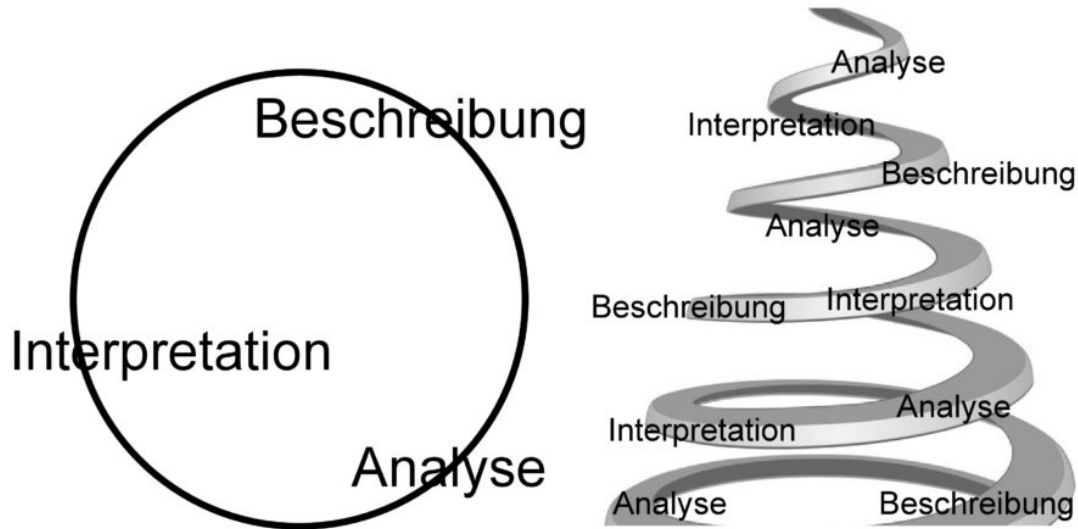 Beschreibung
Interpretation
Analyse
Analyse
Interpretation
Beschreibung
Analyse
Beschreibung
Interpretation
Analyse
Interpretation
Analyse
Beschreibung